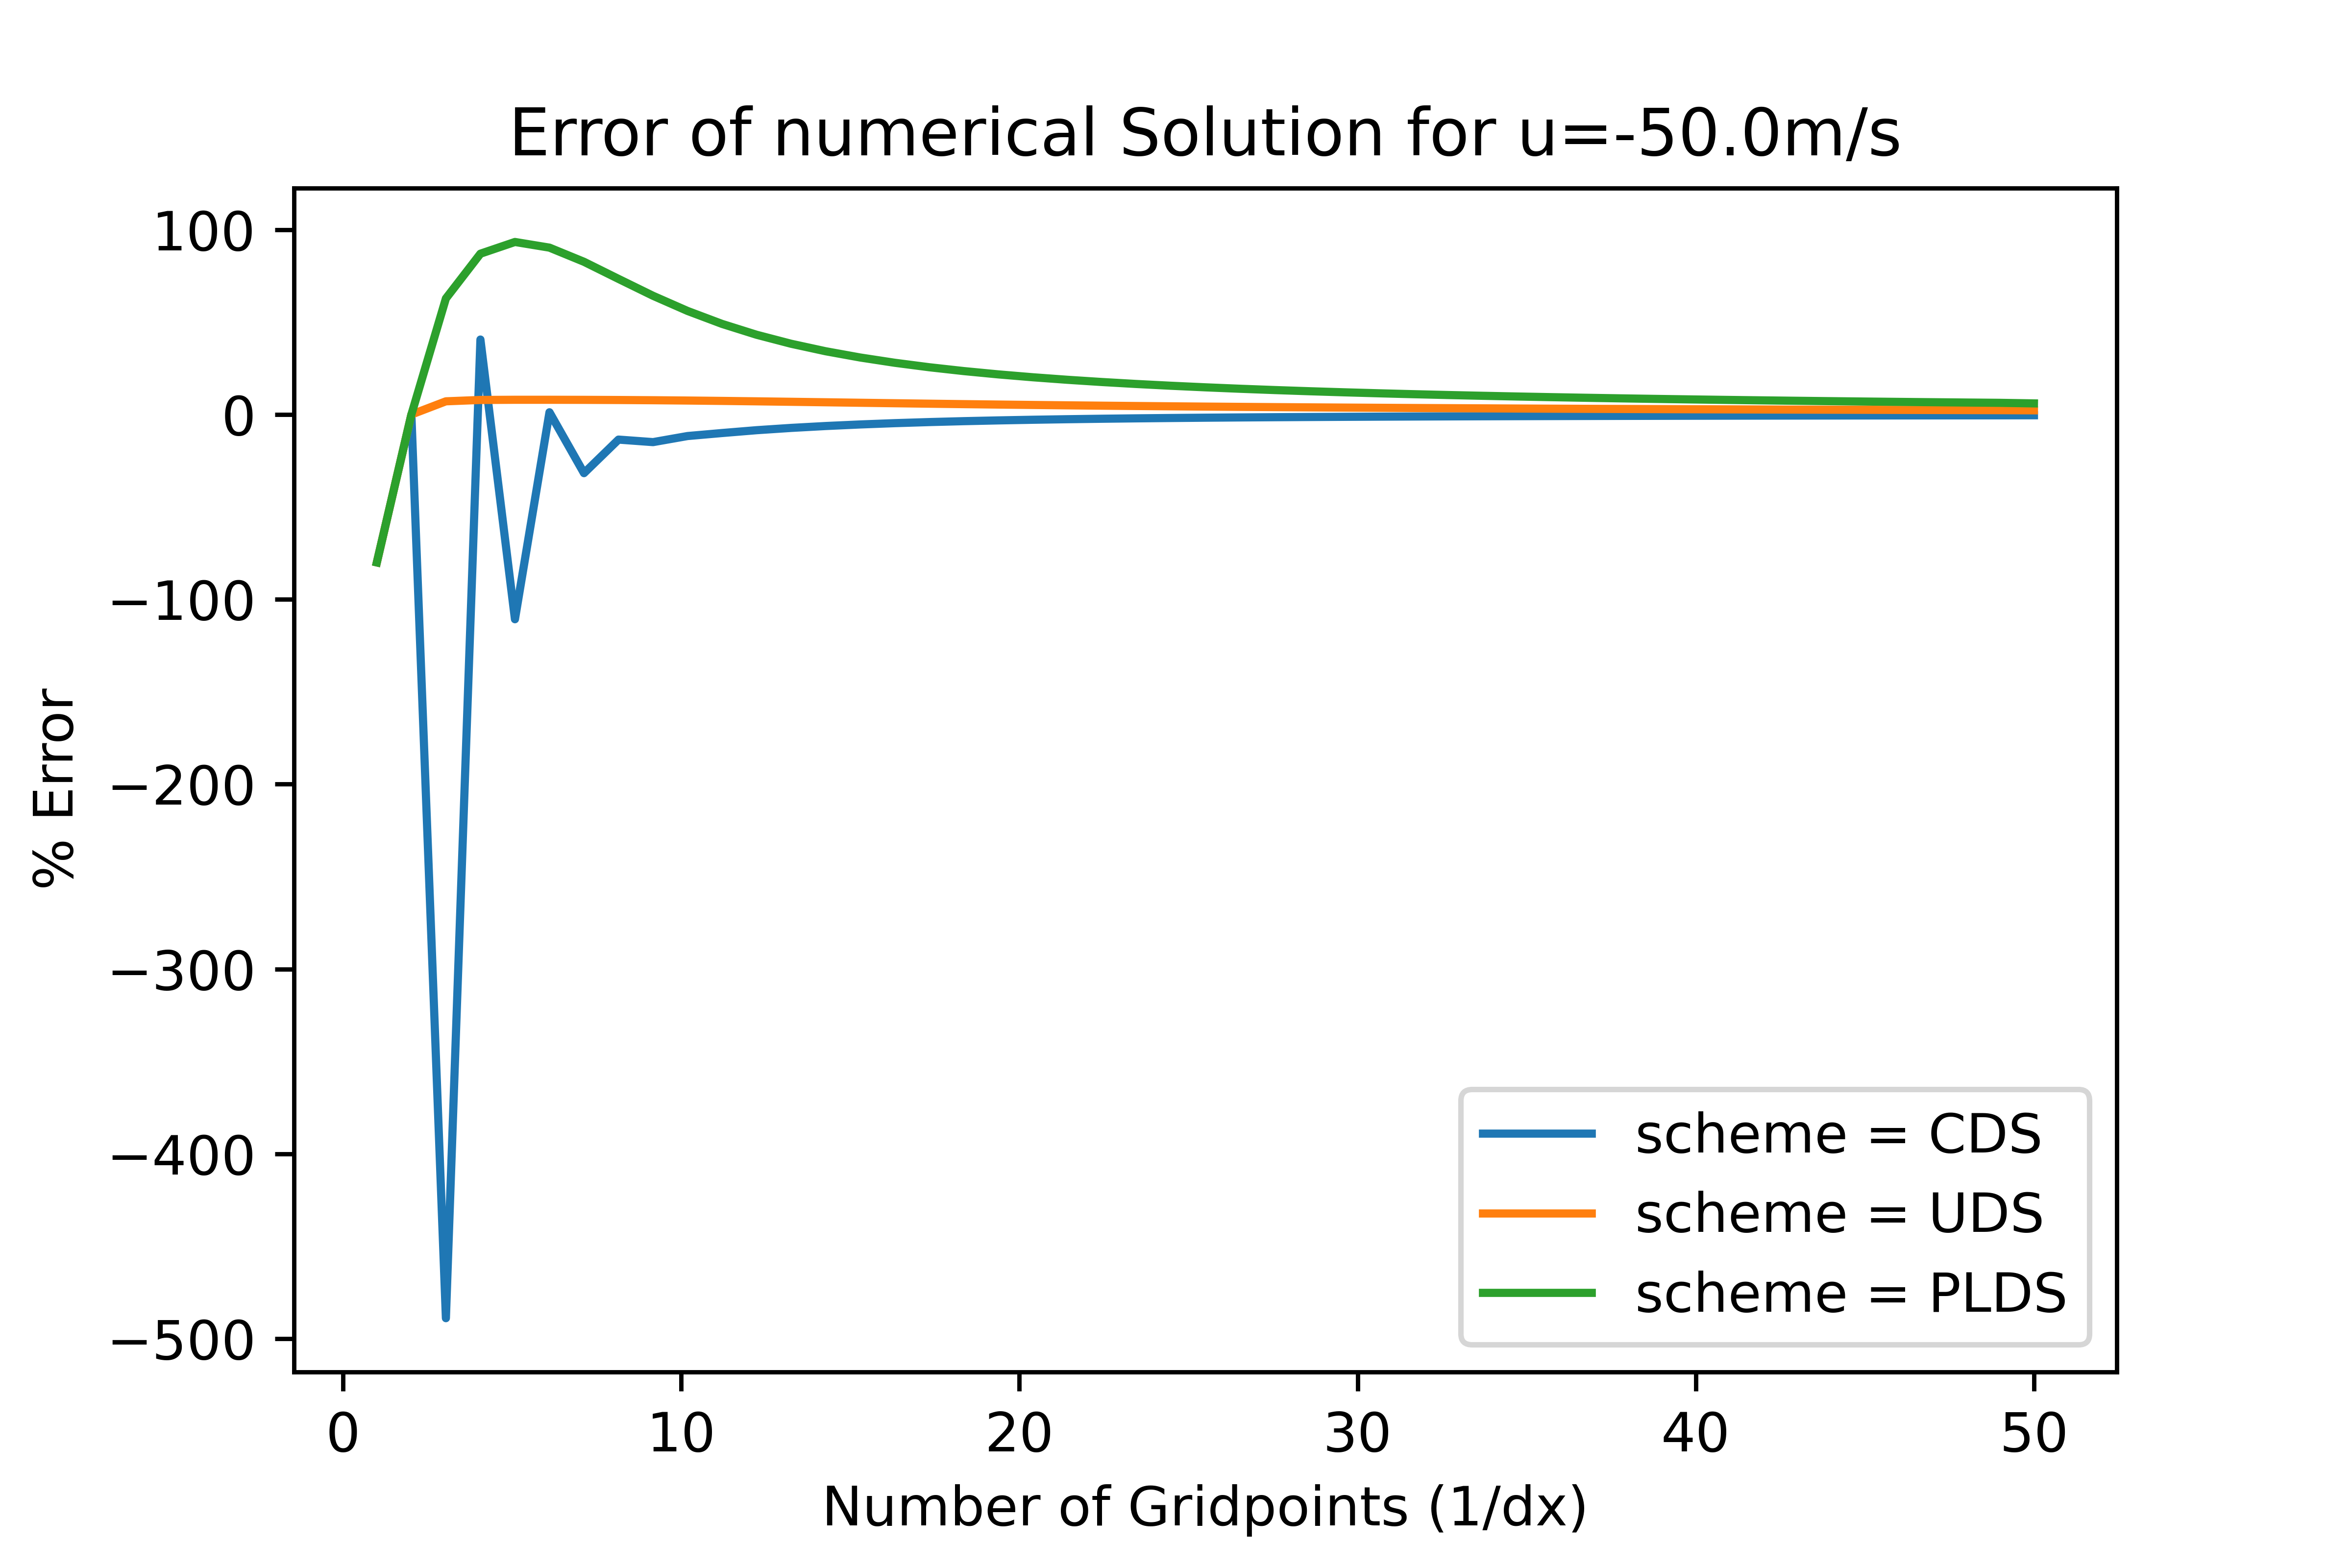 Error of numerical Solution for u=-50.0m/s
100
0
−100
−200
−300
−400
−500
% Error
scheme = CDS
scheme = UDS
scheme = PLDS
0 10 20 30 40 50
Number of Gridpoints (1/dx)